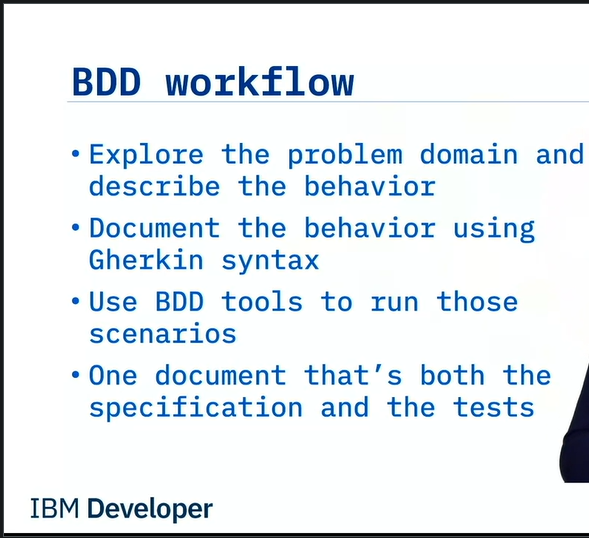 BDD workflow
• Explore the problem domain and
describe the behavior
• Document the behavior using
Gherkin syntax
• Use BDD tools to run those
scenarios
• One document that’s both the
specification and the tests
IBM Developer